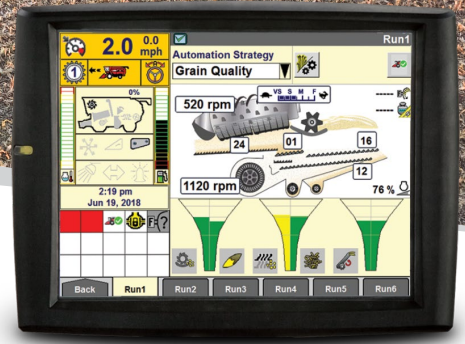 2.0
0.0
mph
Run1
1
Automation Strategy
Grain Quality
0%
VS S M F
520 rpm
24
01
16
12
1120 rpm
76 %
2:19 pm
Jun 19, 2018
F:?
Back
Run1
Run2
Run3
Run4
Run5
Run6